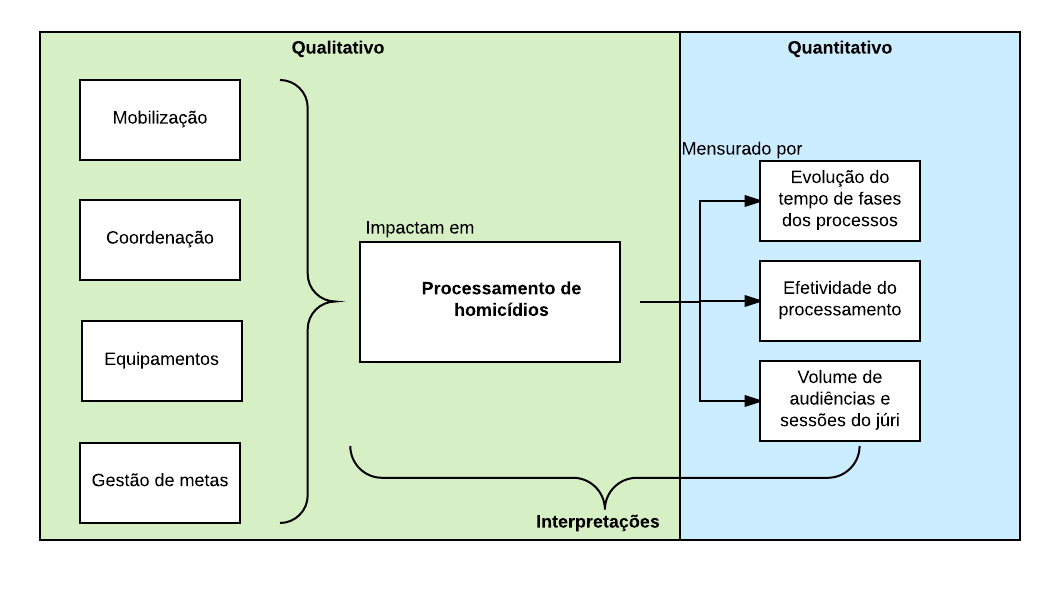 Qualitativo
Quantitativo
Mobilização
Coordenação
Equipamentos
Gestão de metas
Impactam em
Processamento de
homicídios
Mensurado por
Evolução do
tempo de fases
dos processos
Efetividade do
processamento
Volume de
audiências e
sessões do júri
Interpretações